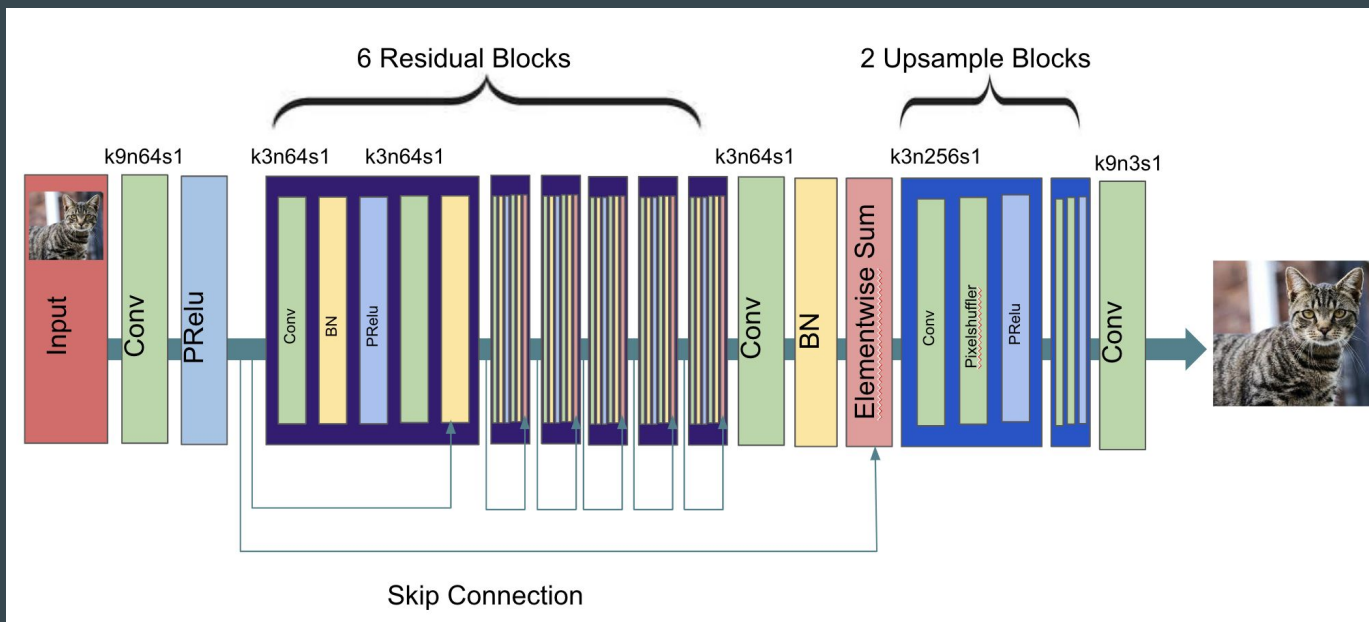 6 Residual Blocks
2 Upsample Blocks
k9n64s1
k3n64s1
k3n64s1
k3n64s1
k3n256s1
k9n3s1
Input
Conv
PRelu
Conv
BN
PRelu
Conv
BN
Elementwise Sum
Conv
Pixelshuffler
PRelu
Conv
Skip Connection